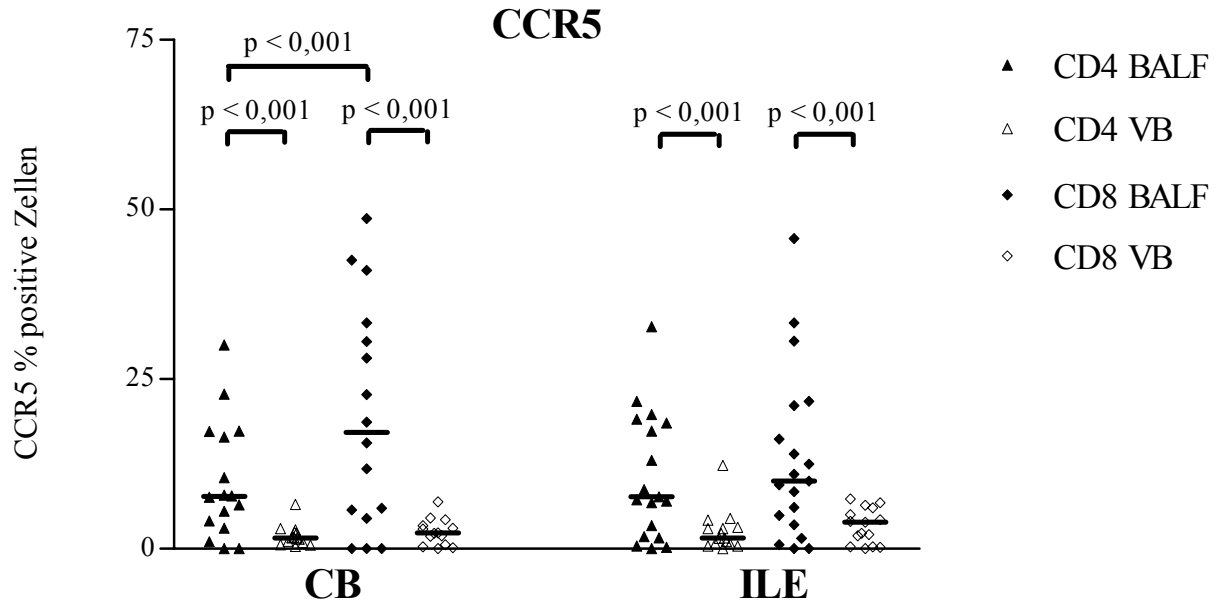 CCR5
75
50
25
0
CCR5 % positive Zellen
p < 0,001
p < 0,001
p < 0,001
p < 0,001
p < 0,001
CB
ILE
CD4 BALF
CD4 VB
CD8 BALF
CD8 VB